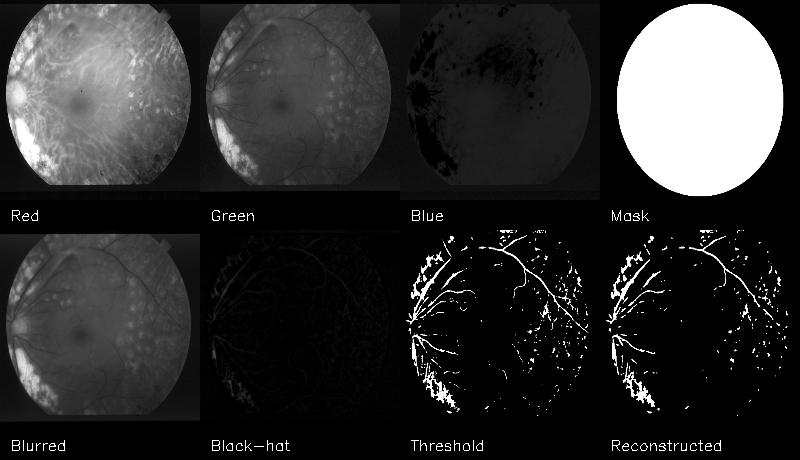 Red
Green
Blue
Mask
Blurred
Black-hat
Threshold
Reconstructed